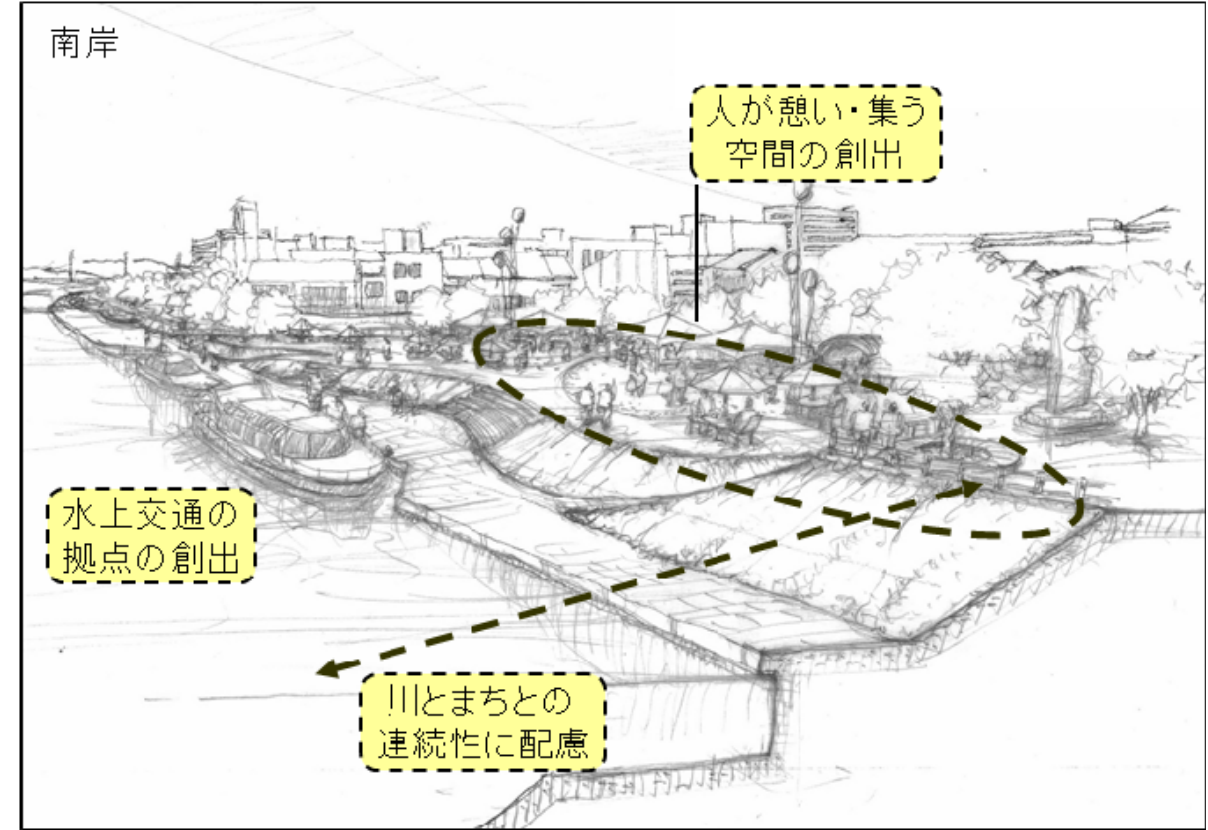 南岸
人が憩い・集う
空間の創出
水上交通の
拠点の創出
川とまちとの
連続性に配慮